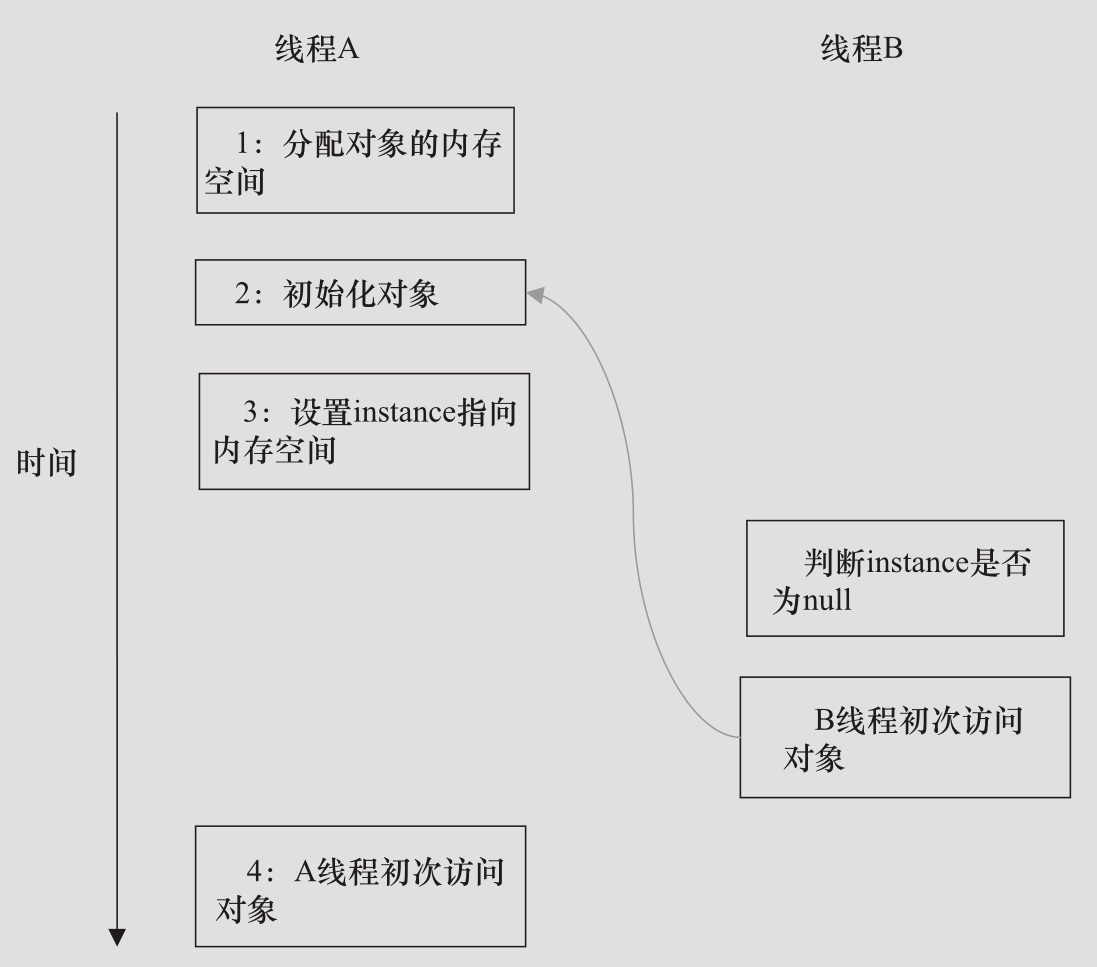 线程A
线程B
1：分配对象的内存
空间
2：初始化对象
3：设置instance指向
内存空间
时间
判断instance是否
为null
B线程初次访问
对象
4：A线程初次访问
对象